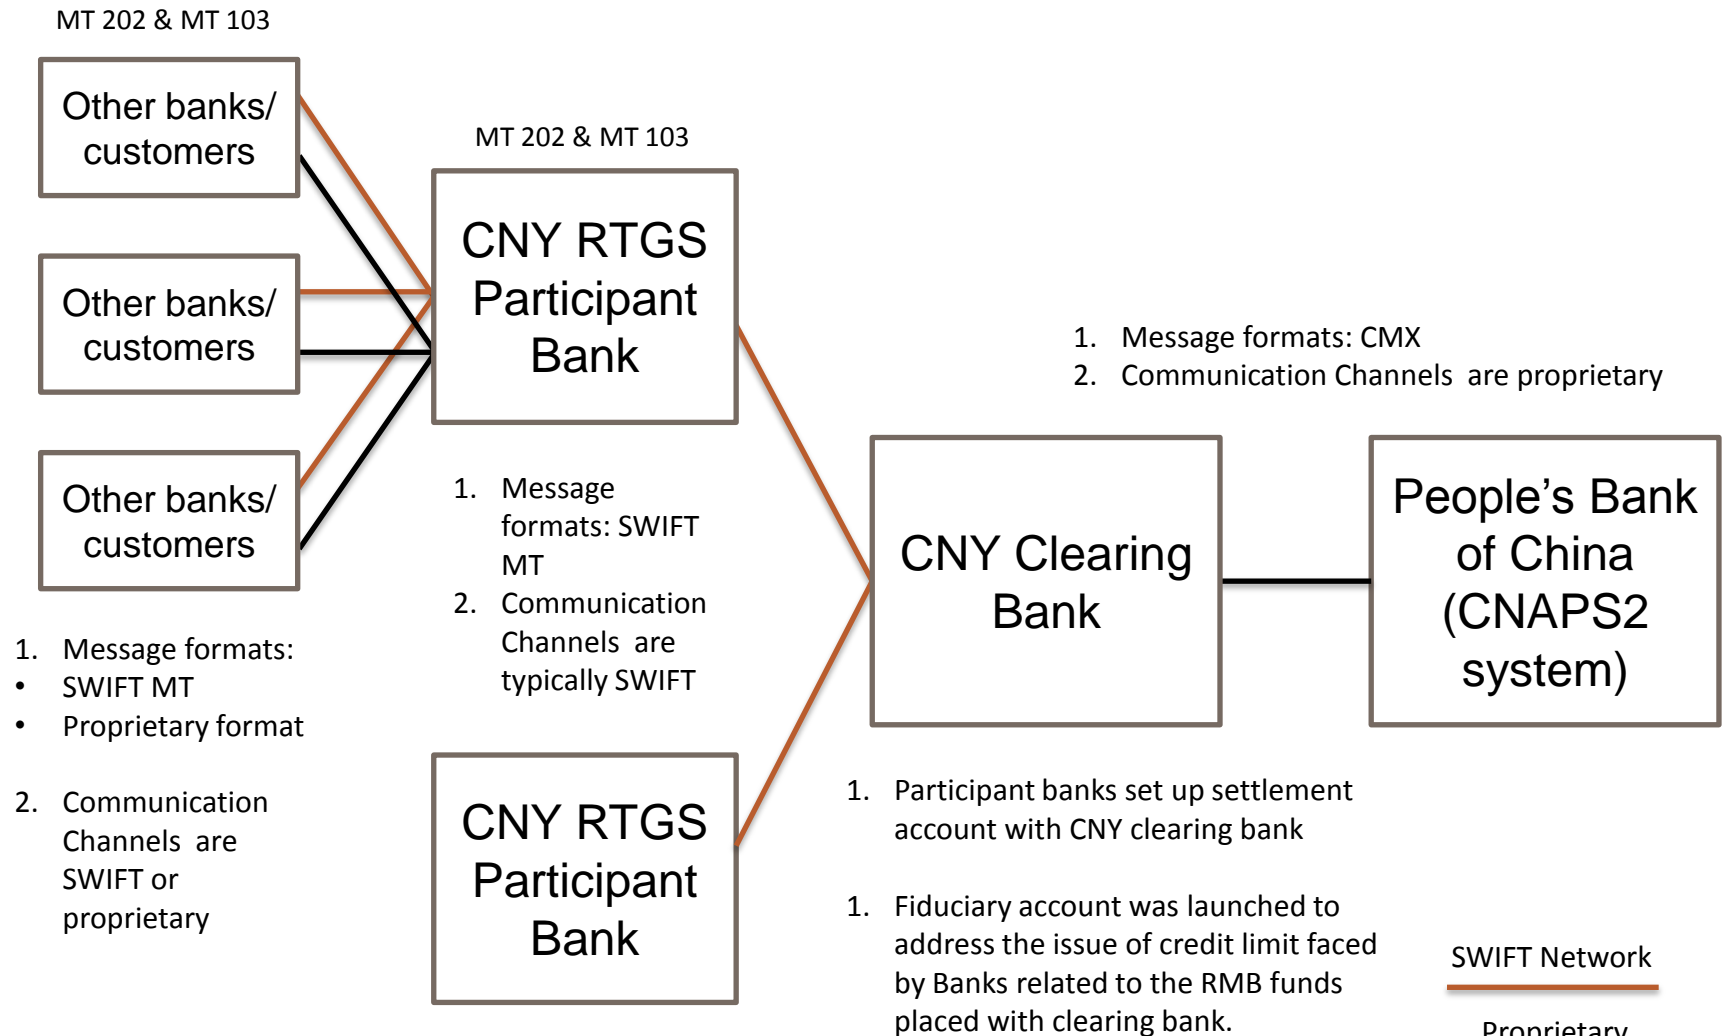 MT 202 & MT 103
Other banks/
customers
Other banks/
customers
Other banks/
customers
1. Message formats:
• SWIFT MT
• Proprietary format
2. Communication
Channels are
SWIFT or
proprietary
MT 202 & MT 103
CNY RTGS
Participant
Bank
1. Message
formats: SWIFT
MT
2. Communication
Channels are
typically SWIFT
CNY RTGS
Participant
Bank
1. Message formats: CMX
2. Communication Channels are proprietary
CNY Clearing
Bank
People's Bank
of China
(CNAPS2
system)
1. Participant banks set up settlement
account with CNY clearing bank
1. Fiduciary account was launched to
address the issue of credit limit faced
by Banks related to the RMB funds
placed with clearing bank.
SWIFT Network
Proprietary